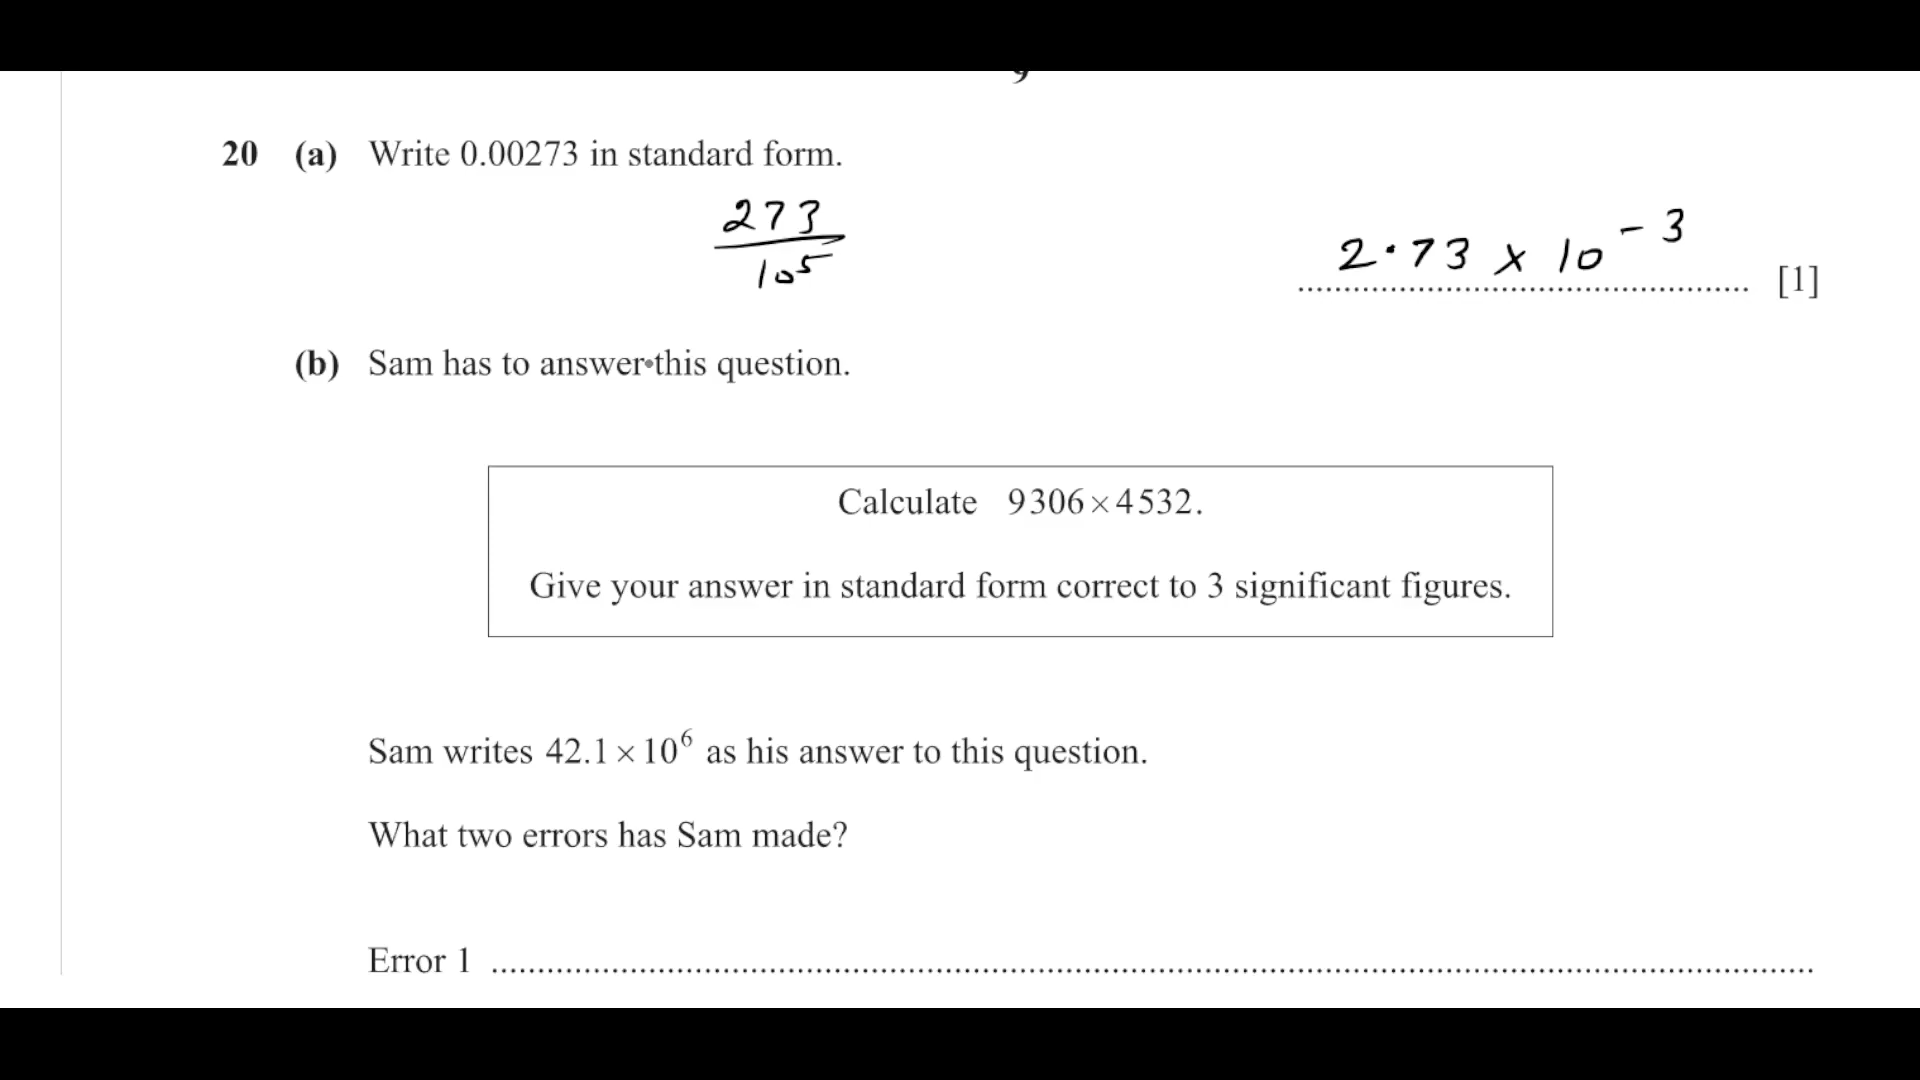 20 (a) Write 0.00273 in standard form.
273
10⁵
2.73 × 10⁻³
[1]
(b) Sam has to answer this question.
Calculate 9306 × 4532.
Give your answer in standard form correct to 3 significant figures.
Sam writes 42.1 × 10⁶ as his answer to this question.
What two errors has Sam made?
Error 1